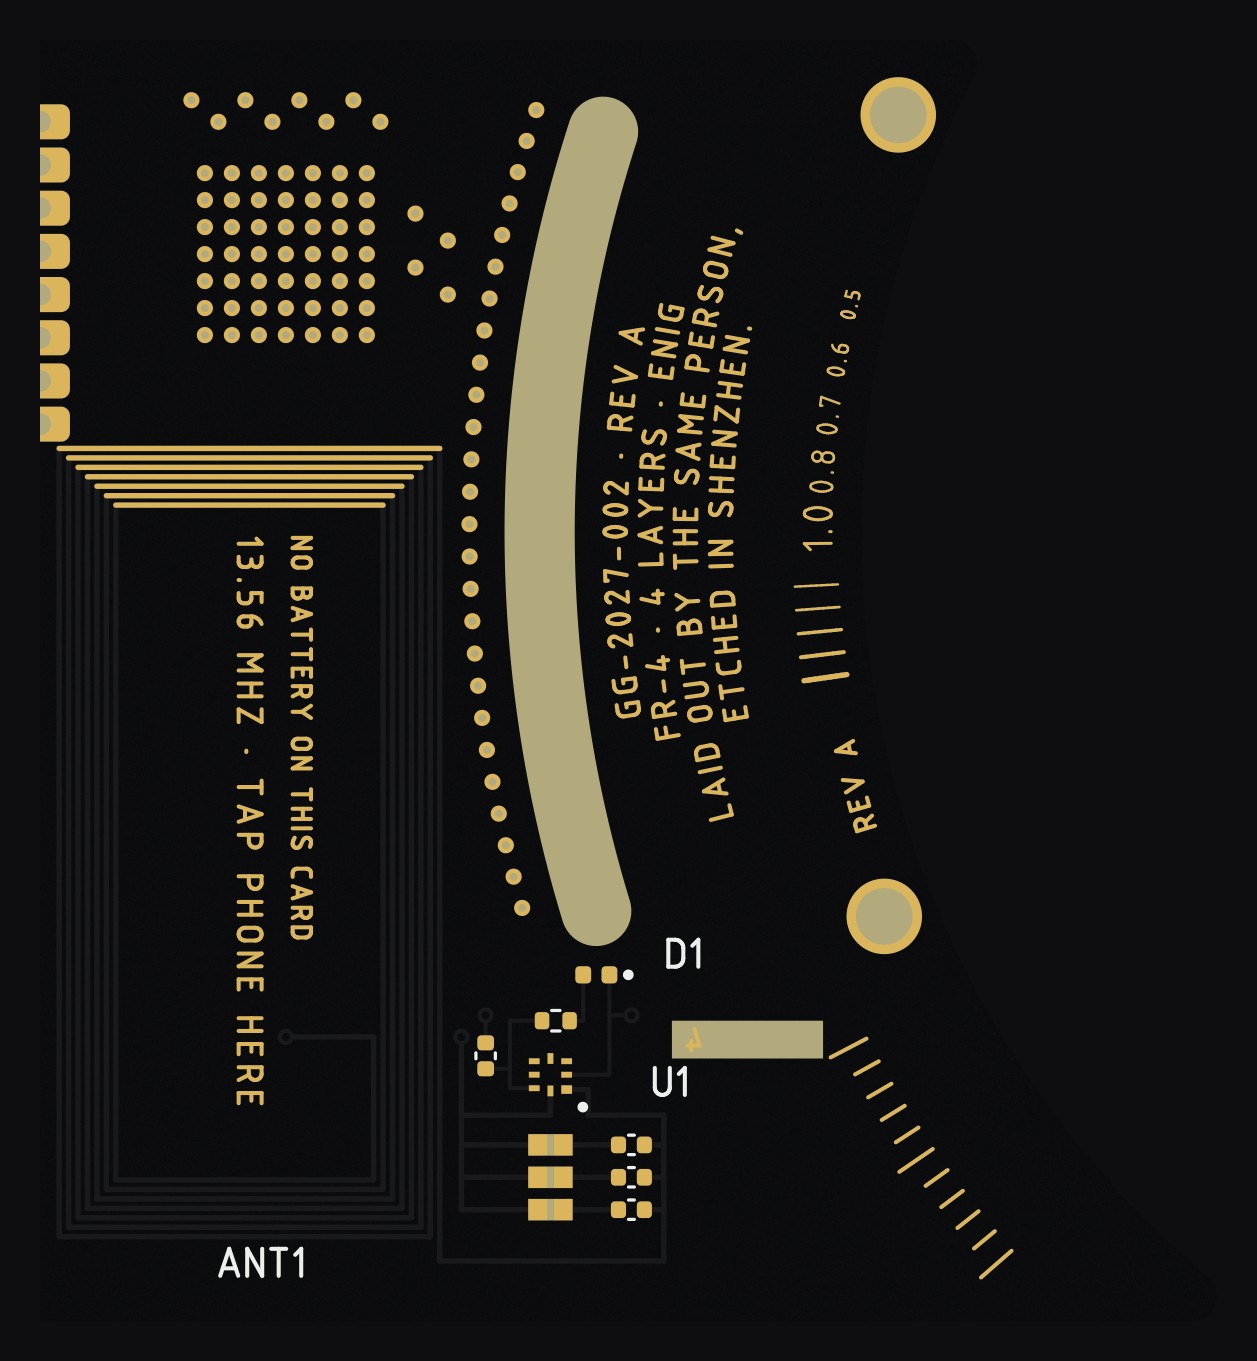 GG-2027-002 · REV A
FR-4 · 4 LAYERS · ENIG
LAID OUT BY THE SAME PERSON,
ETCHED IN SHENZHEN.
1.0 0.8 0.7 0.6 0.5
REV A
NO BATTERY ON THIS CARD
13.56 MHZ · TAP PHONE HERE
D1
4
U1
ANT1